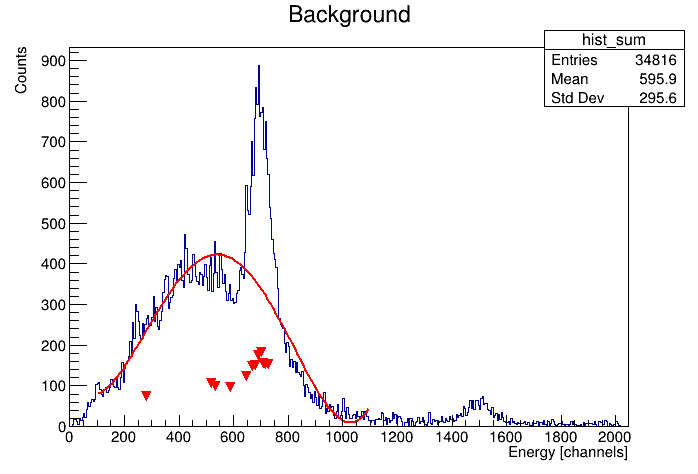 Background
hist_sum
Entries 34816
Mean 595.9
Std Dev 295.6
Counts
900
800
700
600
500
400
300
200
100
0
0 200 400 600 800 1000 1200 1400 1600 1800 2000
Energy [channels]